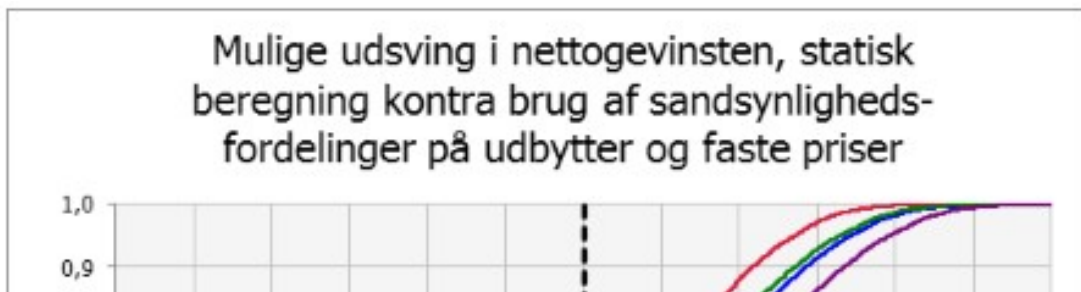 Mulige udsving i nettogevinsten, statisk
beregning kontra brug af sandsynligheds-
fordelinger på udbytter og faste priser
1,0
0,9